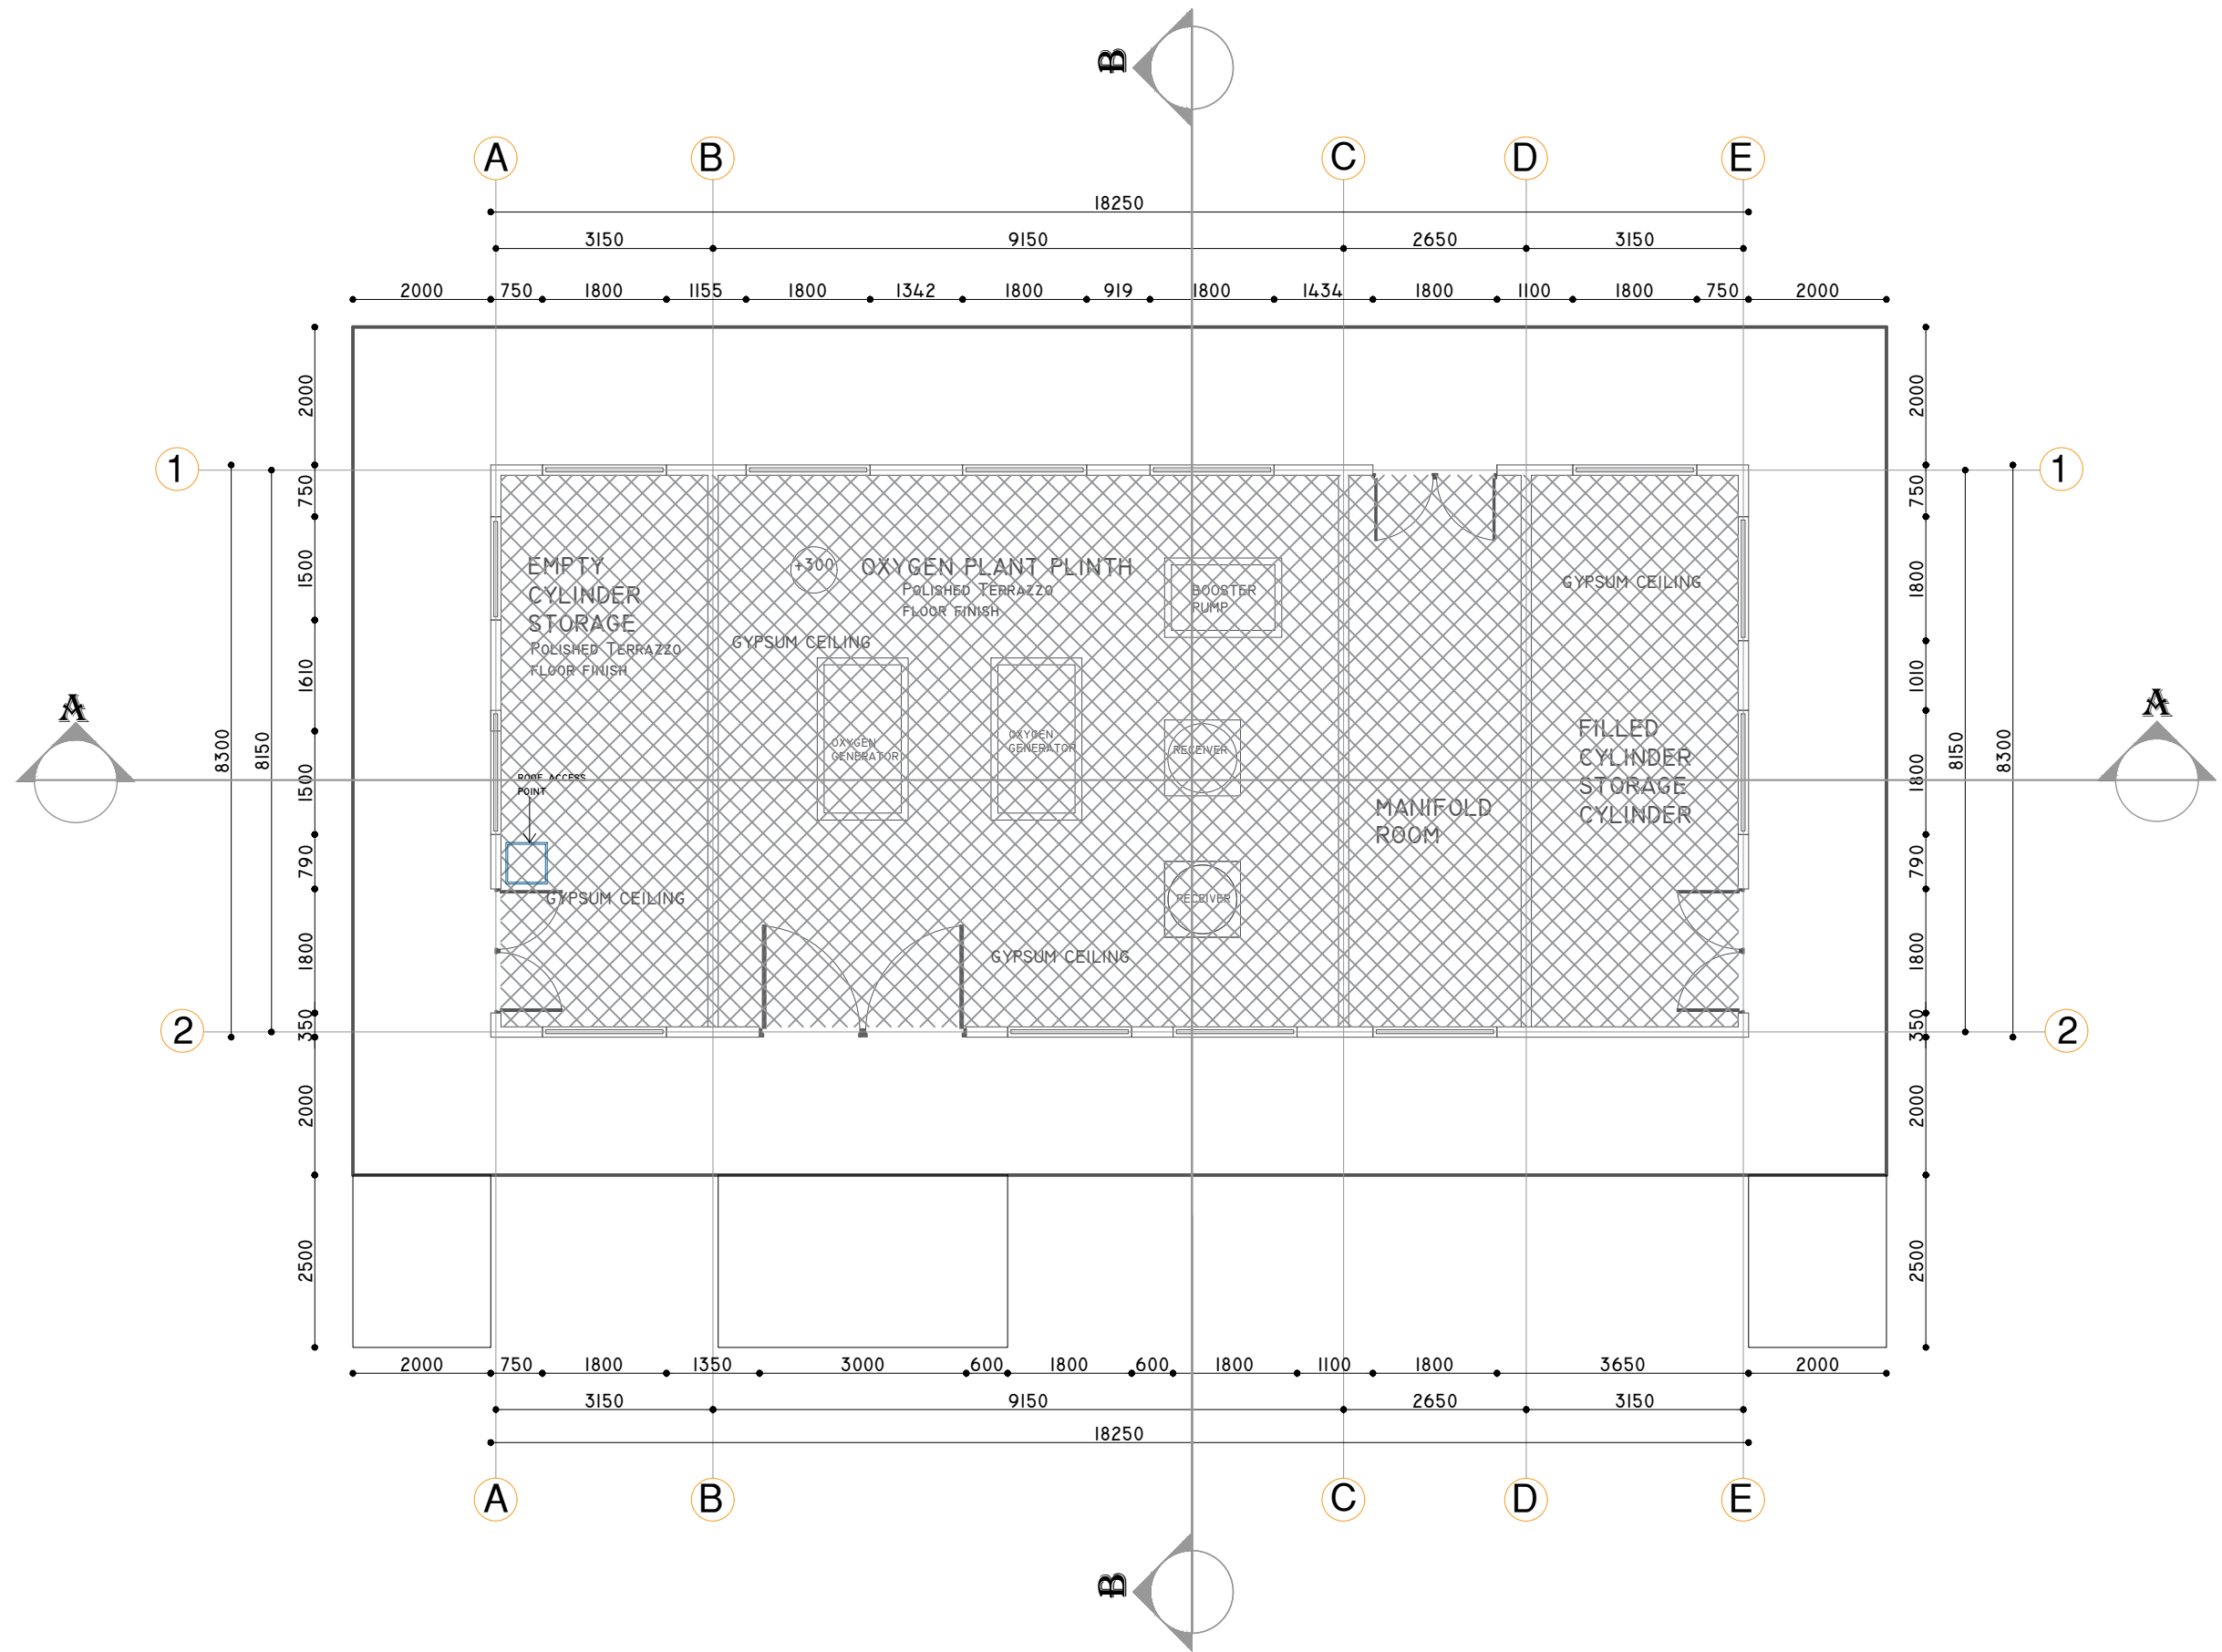 B
A B C D E
18250
3150 9150 2650 3150
2000 750 1800 1155 1800 1342 1800 919 1800 1434 1800 1100 1800 750 2000
2000 2000
1 1
750 750
1500 1800
EMPTY
CYLINDER
STORAGE
POLISHED TERRAZZO
FLOOR FINISH
+300
OXYGEN PLANT PLINTH
POLISHED TERRAZZO
FLOOR FINISH
GYPSUM CEILING
BOOSTER
PUMP
GYPSUM CEILING
1610 1010
A A
8300 8150 8150 8300
OXYGEN
GENERATOR
OXYGEN
GENERATOR
RECEIVER
FILLED
CYLINDER
STORAGE
CYLINDER
1500 1800
ROOF ACCESS
POINT
MANIFOLD
ROOM
790 790
GYPSUM CEILING
RECEIVER
GYPSUM CEILING
1800 1800
350 350
2 2
2000 2000
2500 2500
2000 750 1800 1350 3000 600 1800 600 1800 1100 1800 3650 2000
3150 9150 2650 3150
18250
A B C D E
B